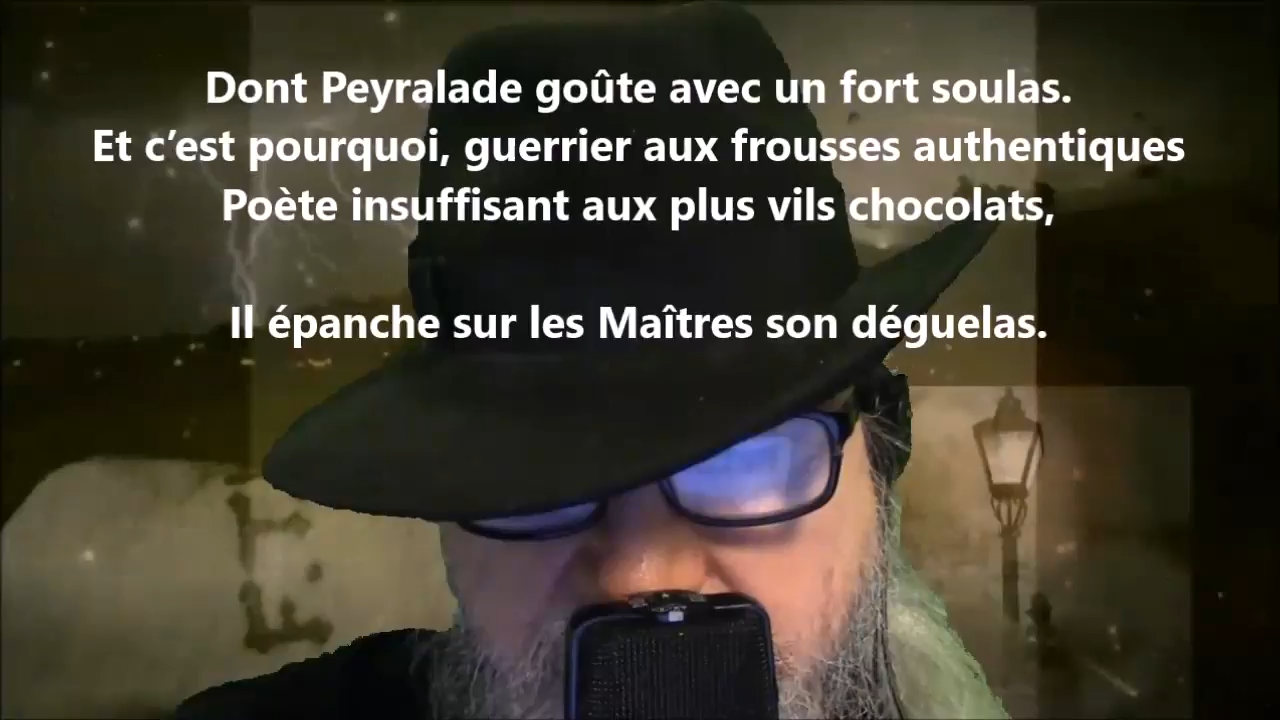 Dont Peyralade goûte avec un fort soulas.
Et c’est pourquoi, guerrier aux frousses authentiques
Poète insuffisant aux plus vils chocolats,
Il épanche sur les Maîtres son déguelas.